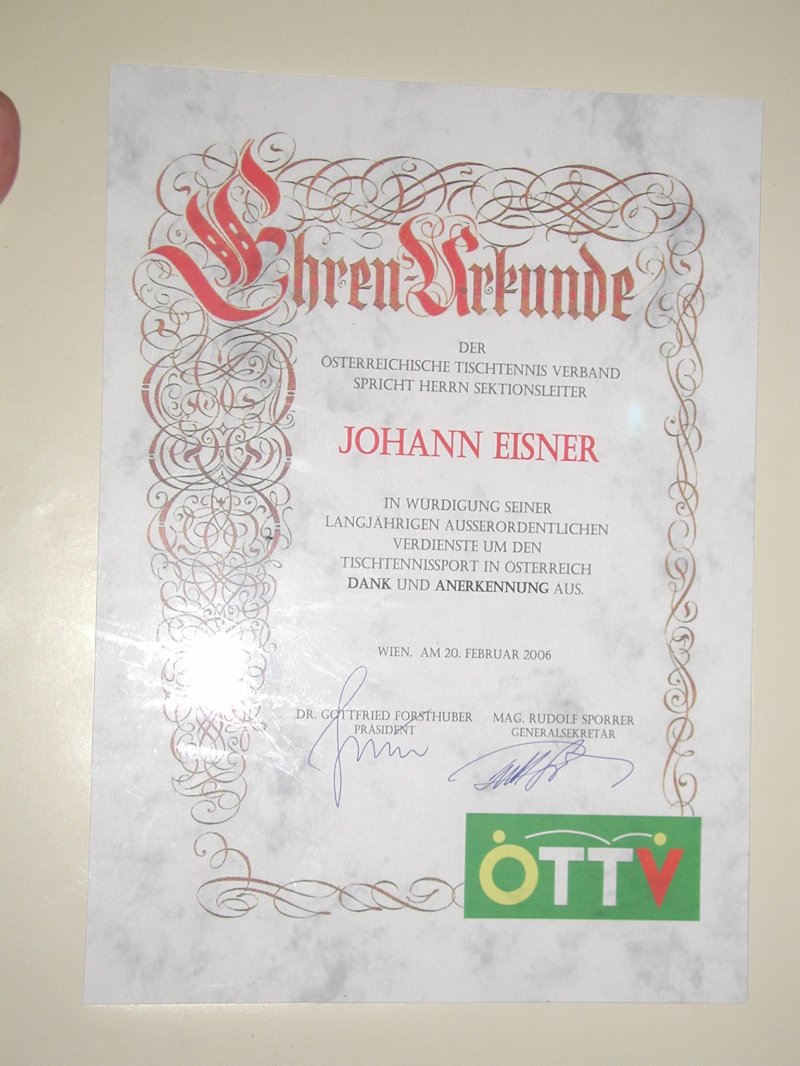 Ehren-Urkunde
DER
ÖSTERREICHISCHE TISCHTENNIS VERBAND
SPRICHT HERRN SEKTIONSLEITER
JOHANN EISNER
IN WÜRDIGUNG SEINER
LANGJÄHRIGEN AUSSERORDENTLICHEN
VERDIENSTE UM DEN
TISCHTENNISSPORT IN ÖSTERREICH
DANK UND ANERKENNUNG AUS.
WIEN, AM 20. FEBRUAR 2006
DR. GOTTFRIED FORSTHUBER MAG. RUDOLF SPORRER
PRÄSIDENT GENERALSEKRETÄR
ÖTTV